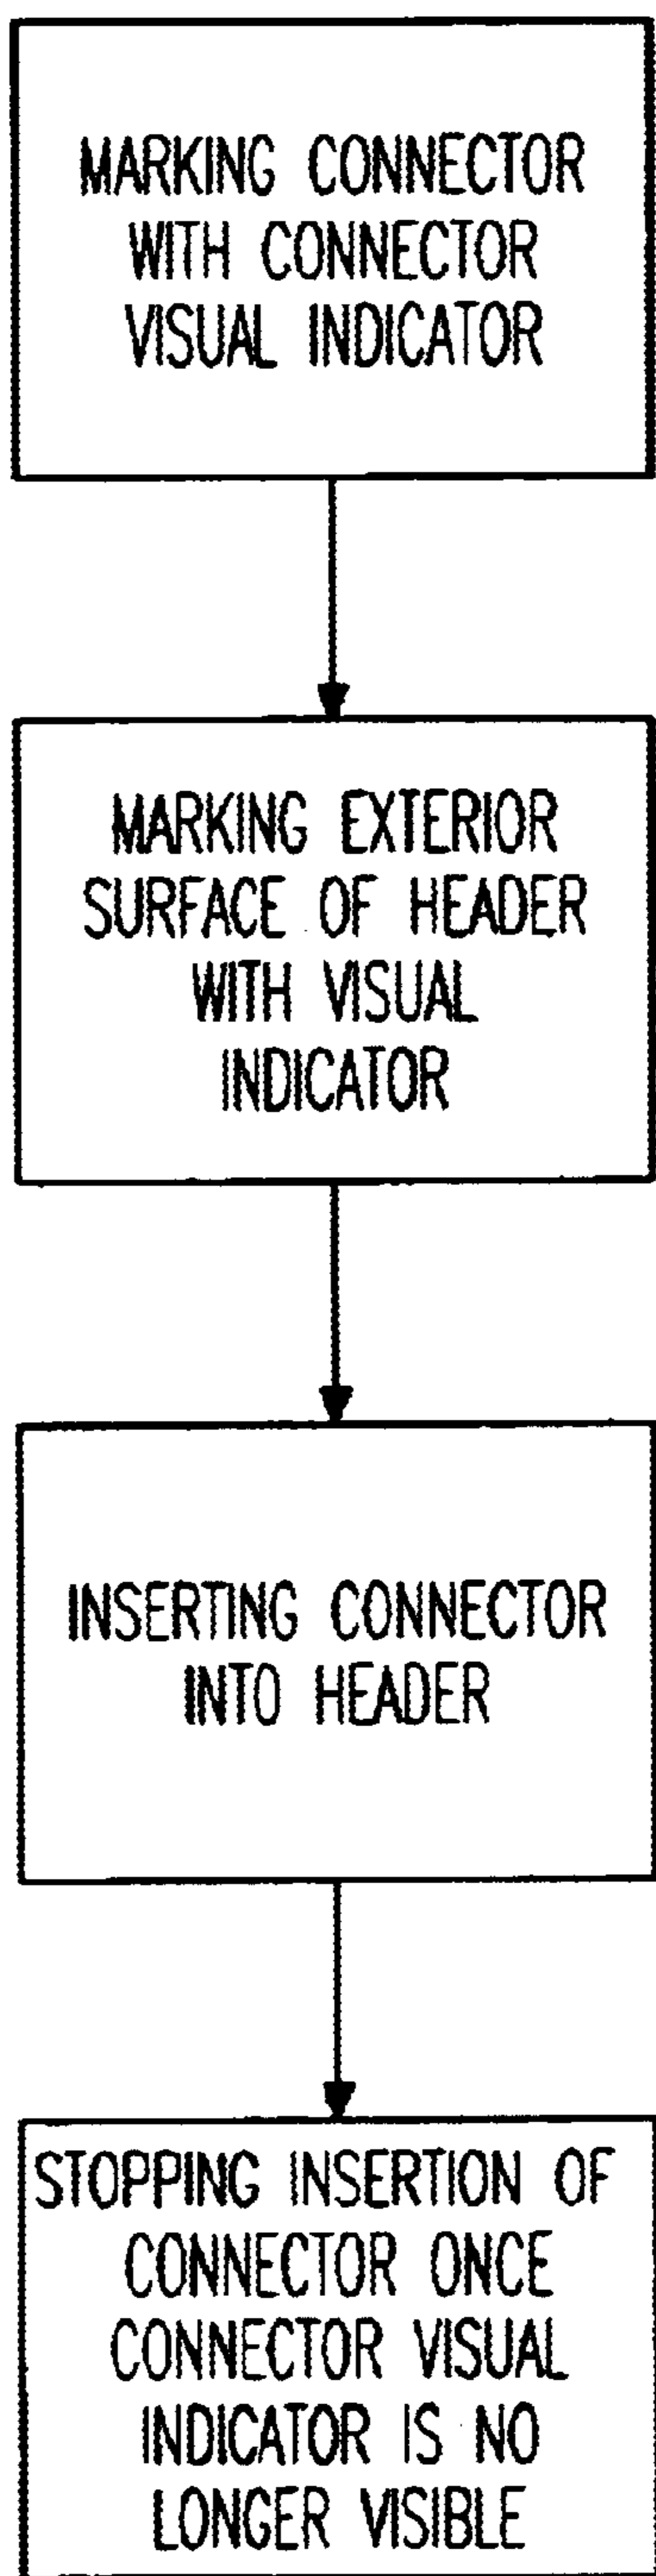 MARKING CONNECTOR
WITH CONNECTOR
VISUAL INDICATOR
MARKING EXTERIOR
SURFACE OF HEADER
WITH VISUAL
INDICATOR
INSERTING CONNECTOR
INTO HEADER
STOPPING INSERTION OF
CONNECTOR ONCE
CONNECTOR VISUAL
INDICATOR IS NO
LONGER VISIBLE